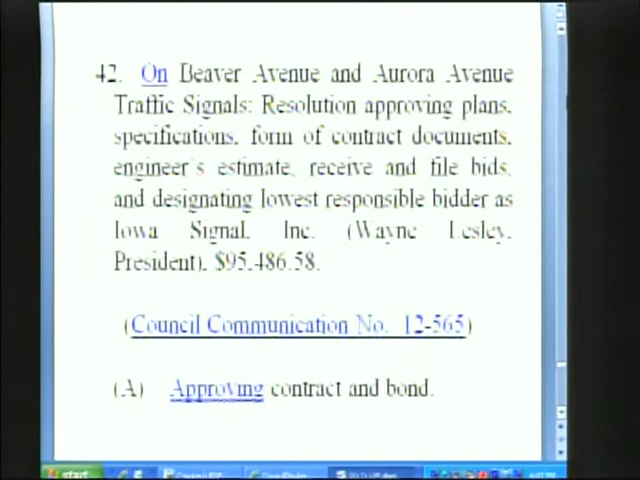 42. On Beaver Avenue and Aurora Avenue
Traffic Signals: Resolution approving plans,
specifications, form of contract documents,
engineer's estimate, receive and file bids,
and designating lowest responsible bidder as
Iowa Signal, Inc. (Wayne Lesley,
President), $95,486.58.
(Council Communication No. 12-565)
(A) Approving contract and bond.
start